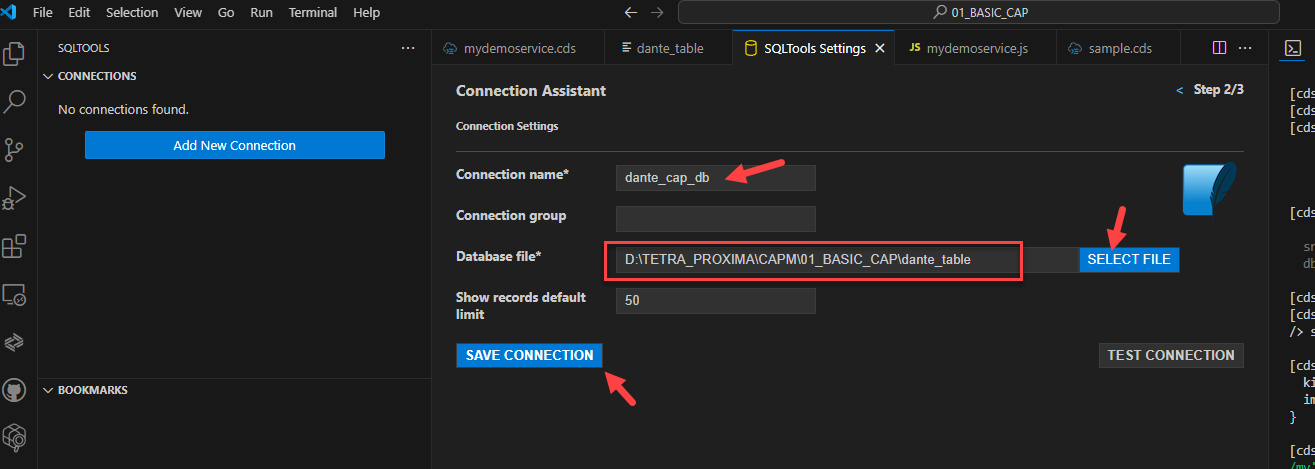 File Edit Selection View Go Run Terminal Help
01_BASIC_CAP
SQLTOOLS
CONNECTIONS
No connections found.
Add New Connection
BOOKMARKS
mydemoservice.cds
dante_table
SQLTools Settings
JS mydemoservice.js
sample.cds
Connection Assistant
< Step 2/3
Connection Settings
Connection name*
dante_cap_db
Connection group
Database file*
D:\TETRA_PROXIMA\CAPM\01_BASIC_CAP\dante_table
SELECT FILE
Show records default
limit
50
SAVE CONNECTION
TEST CONNECTION
[cds
[cds
[cds
[cds
sr
db
[cds
[cds
/> s
[cds
ki
im
}
[cds